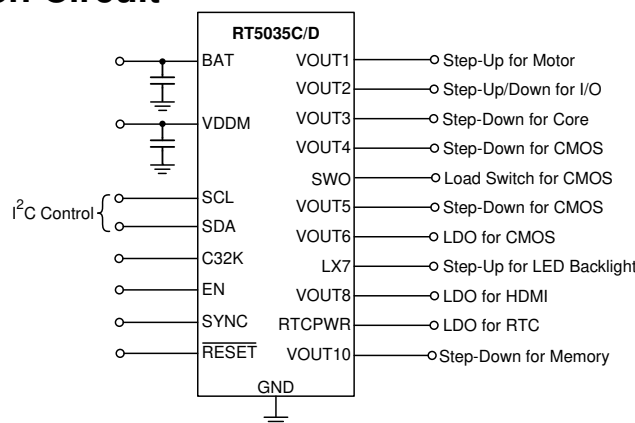 RT5035C/D
BAT
VDDM
I²C Control
SCL
SDA
C32K
EN
SYNC
RESET
GND
VOUT1 Step-Up for Motor
VOUT2 Step-Up/Down for I/O
VOUT3 Step-Down for Core
VOUT4 Step-Down for CMOS
SWO Load Switch for CMOS
VOUT5 Step-Down for CMOS
VOUT6 LDO for CMOS
LX7 Step-Up for LED Backlight
VOUT8 LDO for HDMI
RTCPWR LDO for RTC
VOUT10 Step-Down for Memory